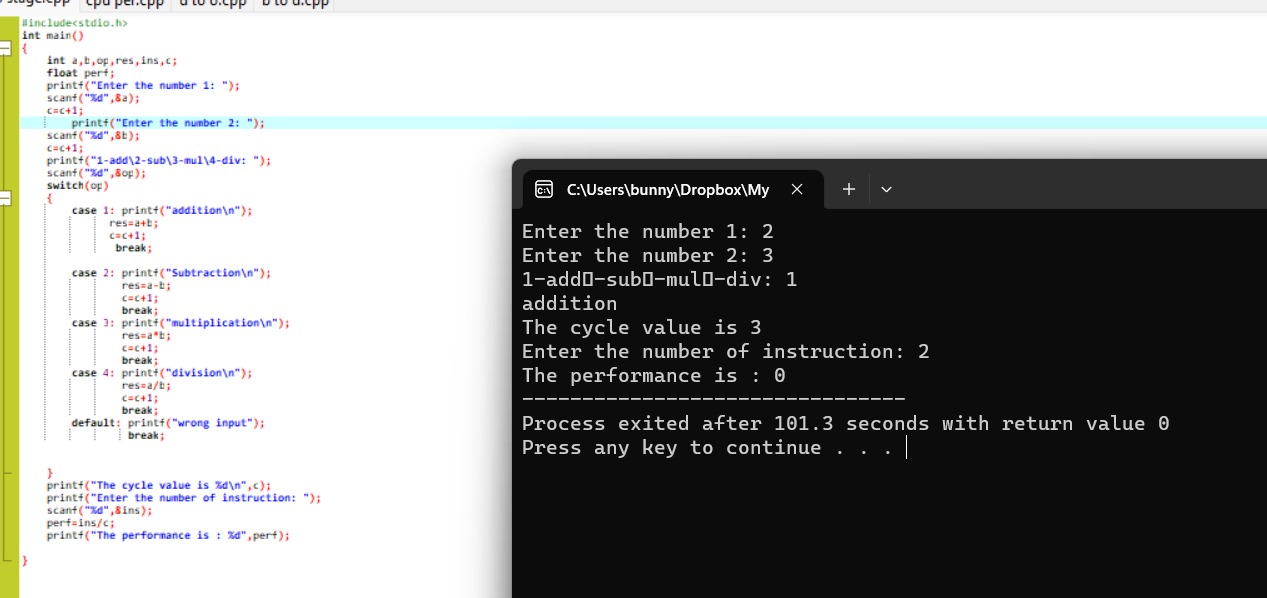 stage.cpp cpu per.cpp d to o.cpp b to d.cpp
#include<stdio.h>
int main()
{
int a,b,op,res,ins,c;
float perf;
printf("Enter the number 1: ");
scanf("%d",&a);
c=c+1;
printf("Enter the number 2: ");
scanf("%d",&b);
c=c+1;
printf("1-add\2-sub\3-mul\4-div: ");
scanf("%d",&op);
switch(op)
{
case 1: printf("addition\n");
res=a+b;
c=c+1;
break;
case 2: printf("Subtraction\n");
res=a-b;
c=c+1;
break;
case 3: printf("multiplication\n");
res=a*b;
c=c+1;
break;
case 4: printf("division\n");
res=a/b;
c=c+1;
break;
default: printf("wrong input");
break;
}
printf("The cycle value is %d\n",c);
printf("Enter the number of instruction: ");
scanf("%d",&ins);
perf=ins/c;
printf("The performance is : %d",perf);
}
C:\Users\bunny\Dropbox\My
Enter the number 1: 2
Enter the number 2: 3
1-add▯-sub▯-mul▯-div: 1
addition
The cycle value is 3
Enter the number of instruction: 2
The performance is : 0
--------------------------------
Process exited after 101.3 seconds with return value 0
Press any key to continue . . .